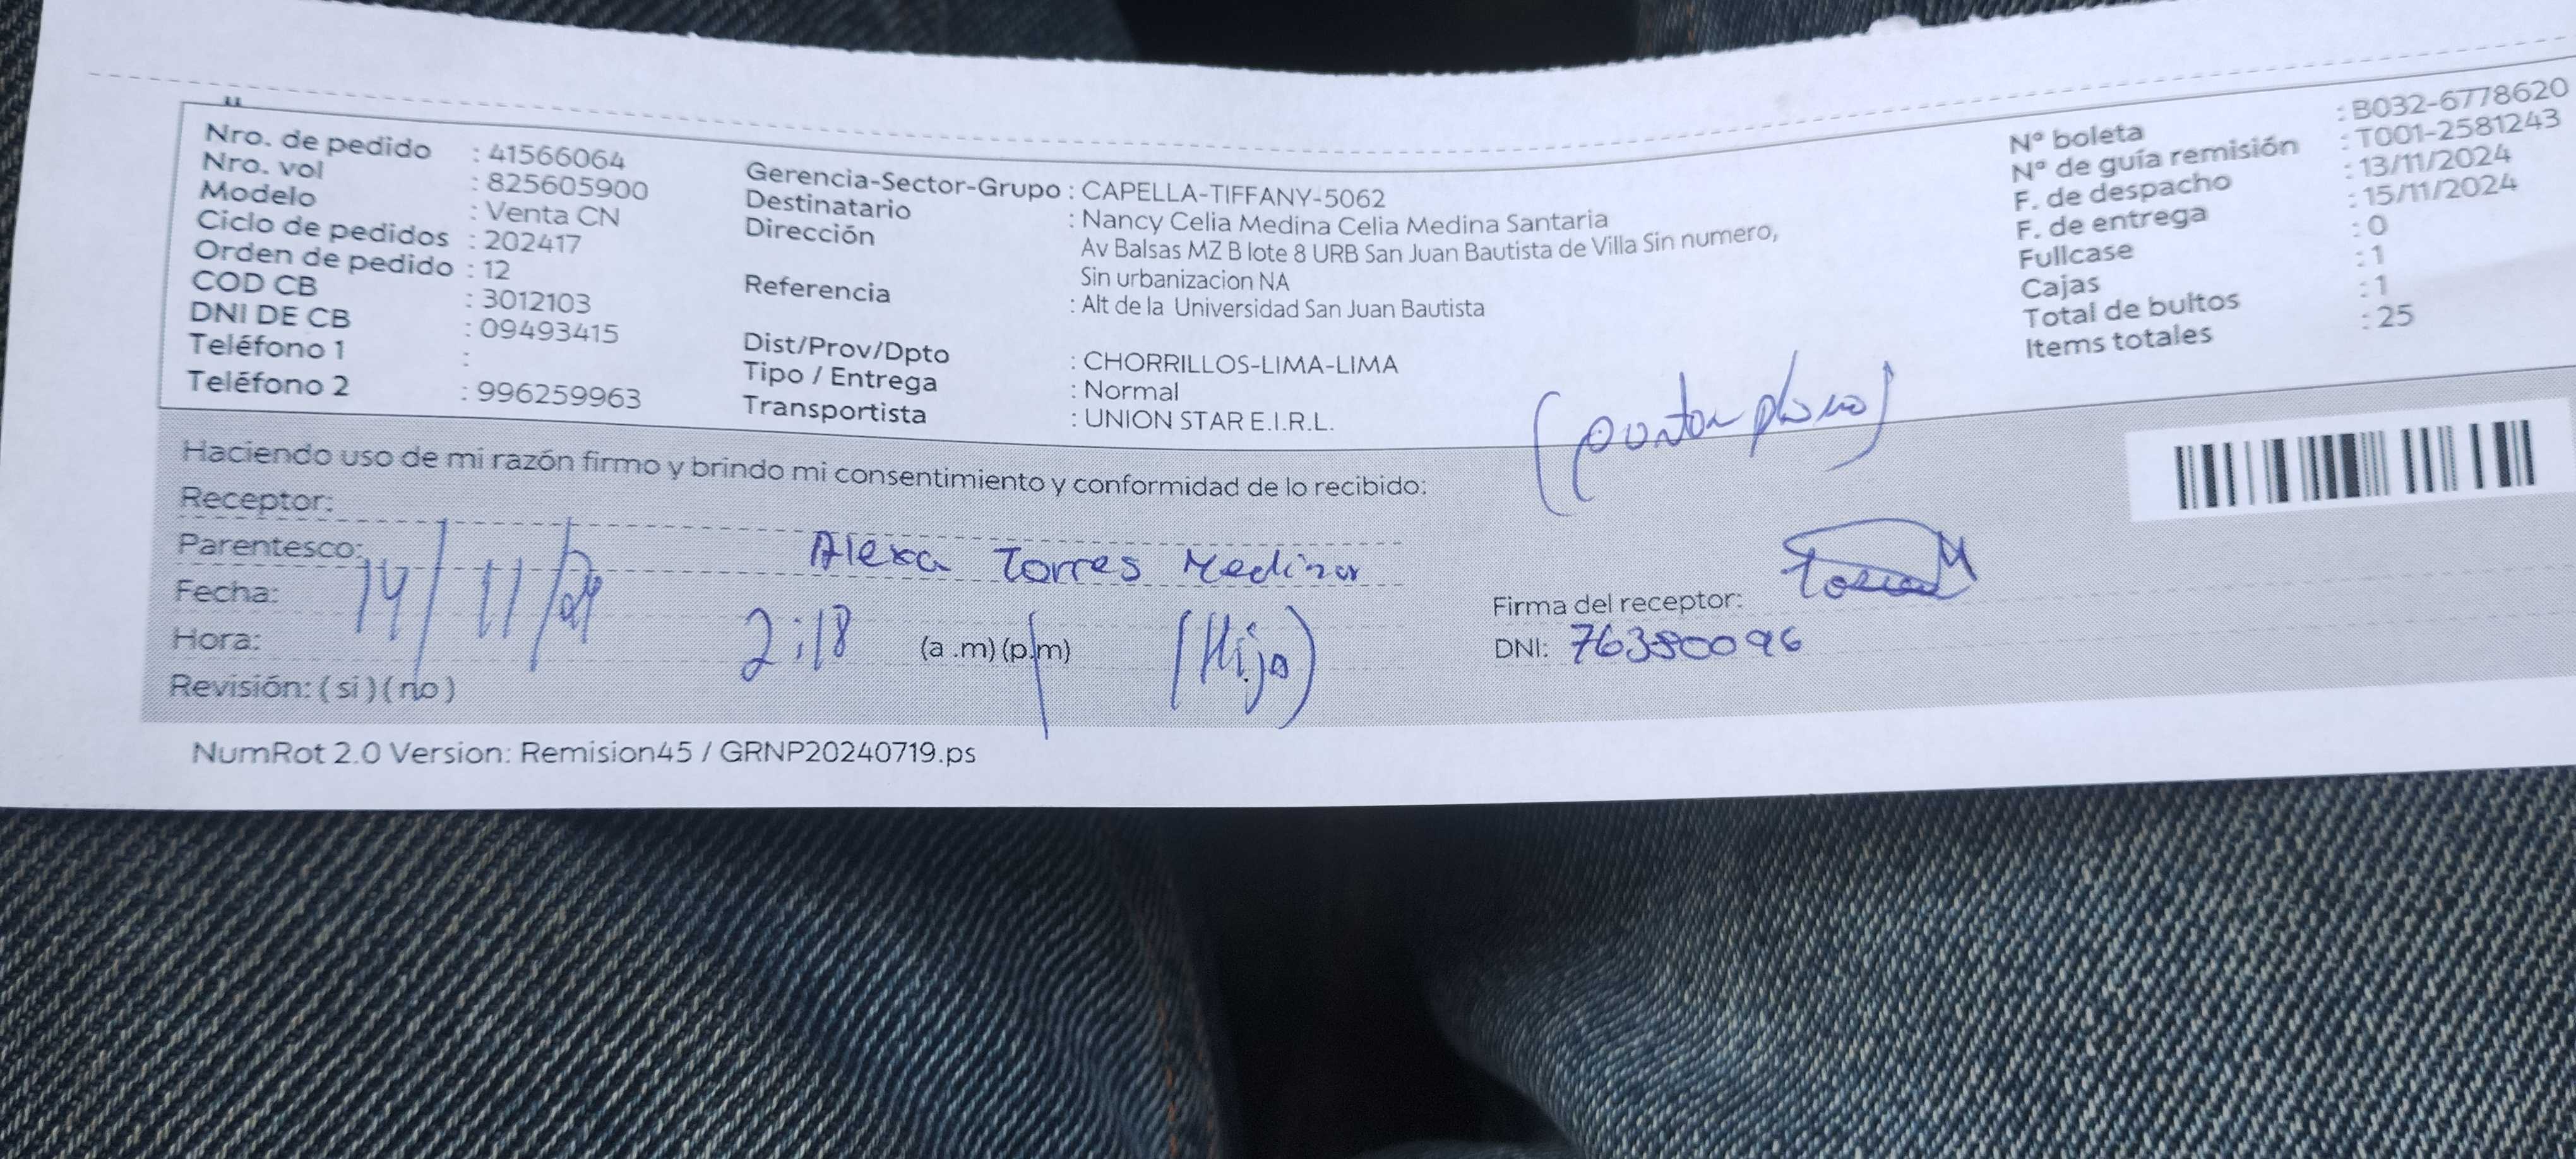 Nro. de pedido : 41566064
Nro. vol : 825605900
Modelo : Venta CN
Ciclo de pedidos : 202417
Orden de pedido : 12
COD CB : 3012103
DNI DE CB : 09493415
Teléfono 1 :
Teléfono 2 : 996259963
Gerencia-Sector-Grupo : CAPELLA-TIFFANY-5062
Destinatario : Nancy Celia Medina Celia Medina Santaria
Dirección Av Balsas MZ B lote 8 URB San Juan Bautista de Villa Sin numero,
Sin urbanizacion NA
Referencia : Alt de la Universidad San Juan Bautista
Dist/Prov/Dpto : CHORRILLOS-LIMA-LIMA
Tipo / Entrega : Normal
Transportista : UNION STAR E.I.R.L.
Nº boleta : B032-6778620
Nº de guía remisión : T001-2581243
F. de despacho : 13/11/2024
F. de entrega : 15/11/2024
Fullcase : 0
Cajas : 1
Total de bultos : 1
Items totales : 25
Haciendo uso de mi razón firmo y brindo mi consentimiento y conformidad de lo recibido:
Receptor:
Parentesco: Alexa Torres Medina
Fecha: 14/11/24
Hora: 2:18 (a .m) (p.m) (Hija)
Revisión: ( si ) ( no )
Firma del receptor:
DNI: 76380096
NumRot 2.0 Version: Remision45 / GRNP20240719.ps